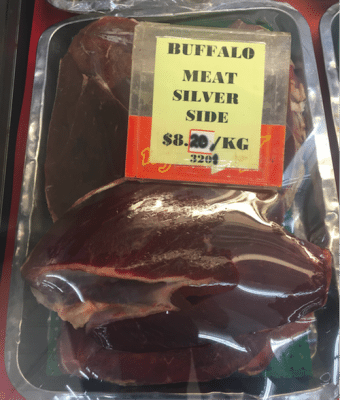 BUFFALO
MEAT
SILVER
SIDE
$8.20/KG